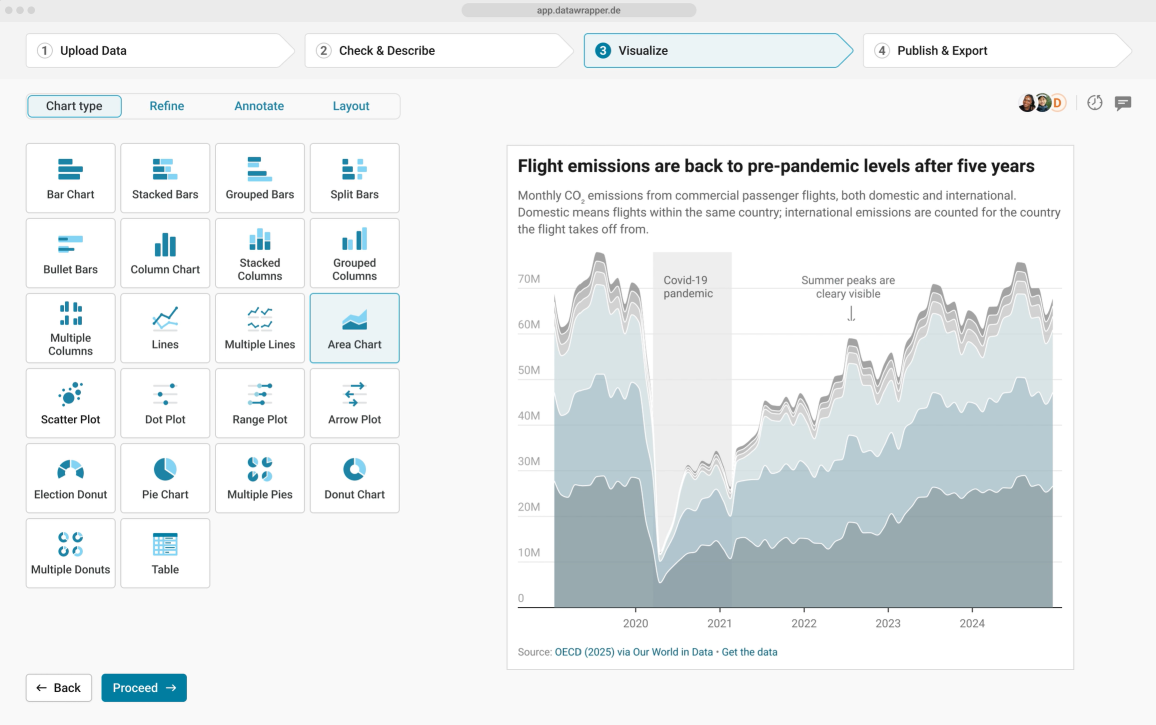 app.datawrapper.de
1 Upload Data
2 Check & Describe
3 Visualize
4 Publish & Export
Chart type
Refine
Annotate
Layout
D
Bar Chart
Stacked Bars
Grouped Bars
Split Bars
Bullet Bars
Column Chart
Stacked
Columns
Grouped
Columns
Multiple
Columns
Lines
Multiple Lines
Area Chart
Scatter Plot
Dot Plot
Range Plot
Arrow Plot
Election Donut
Pie Chart
Multiple Pies
Donut Chart
Multiple Donuts
Table
← Back
Proceed →
Flight emissions are back to pre-pandemic levels after five years
Monthly CO₂ emissions from commercial passenger flights, both domestic and international.
Domestic means flights within the same country; international emissions are counted for the country
the flight takes off from.
Covid-19
pandemic
Summer peaks are
cleary visible
70M
60M
50M
40M
30M
20M
10M
0
2020
2021
2022
2023
2024
Source: OECD (2025) via Our World in Data • Get the data